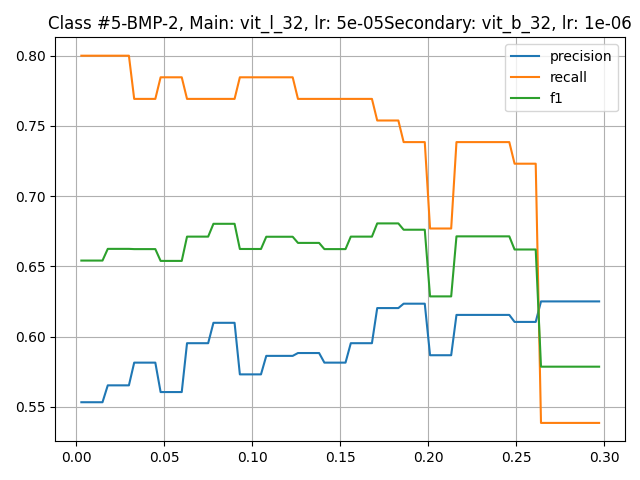 Class #5-BMP-2, Main: vit_l_32, lr: 5e-05Secondary: vit_b_32, lr: 1e-06
precision
recall
f1
0.80
0.75
0.70
0.65
0.60
0.55
0.00 0.05 0.10 0.15 0.20 0.25 0.30